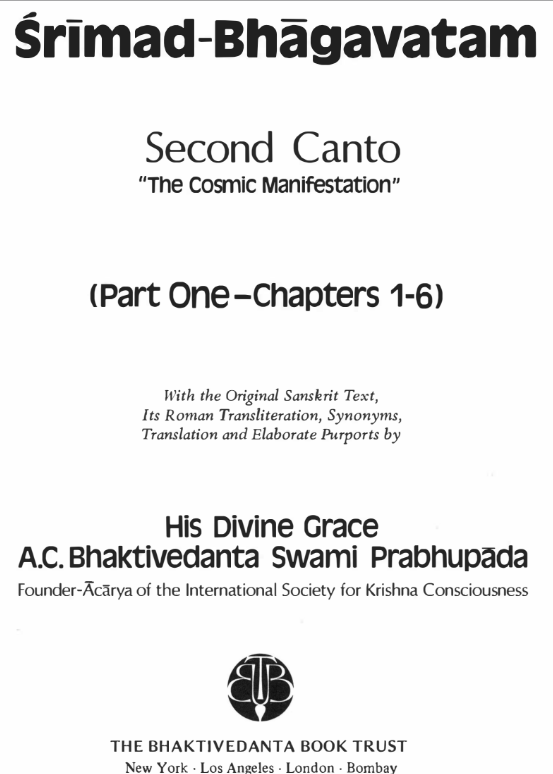 Śrīmad-Bhāgavatam
Second Canto
"The Cosmic Manifestation"
(Part One–Chapters 1-6)
With the Original Sanskrit Text,
Its Roman Transliteration, Synonyms,
Translation and Elaborate Purports by
His Divine Grace
A.C. Bhaktivedanta Swami Prabhupāda
Founder-Ācārya of the International Society for Krishna Consciousness
BBT
THE BHAKTIVEDANTA BOOK TRUST
New York · Los Angeles · London · Bombay